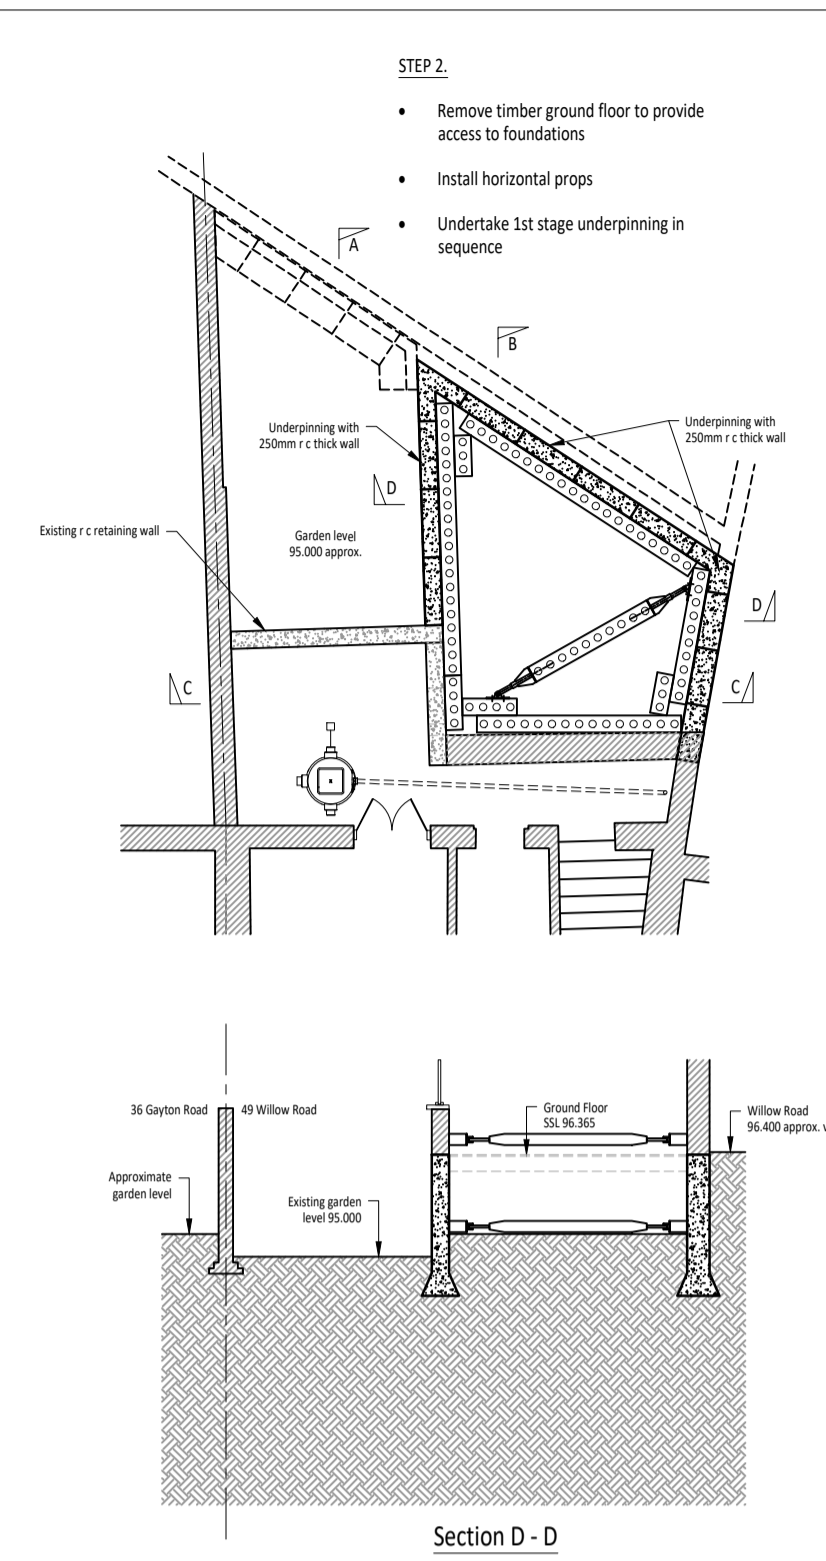 STEP 2.
• Remove timber ground floor to provide
access to foundations
• Install horizontal props
• Undertake 1st stage underpinning in
sequence
A
B
Underpinning with
250mm r c thick wall
Underpinning with
250mm r c thick wall
D
Existing r c retaining wall
Garden level
95.000 approx.
D
C
C
36 Gayton Road
49 Willow Road
Ground Floor
SSL 96.365
Willow Road
96.400 approx.
Approximate
garden level
Existing garden
level 95.000
Section D - D